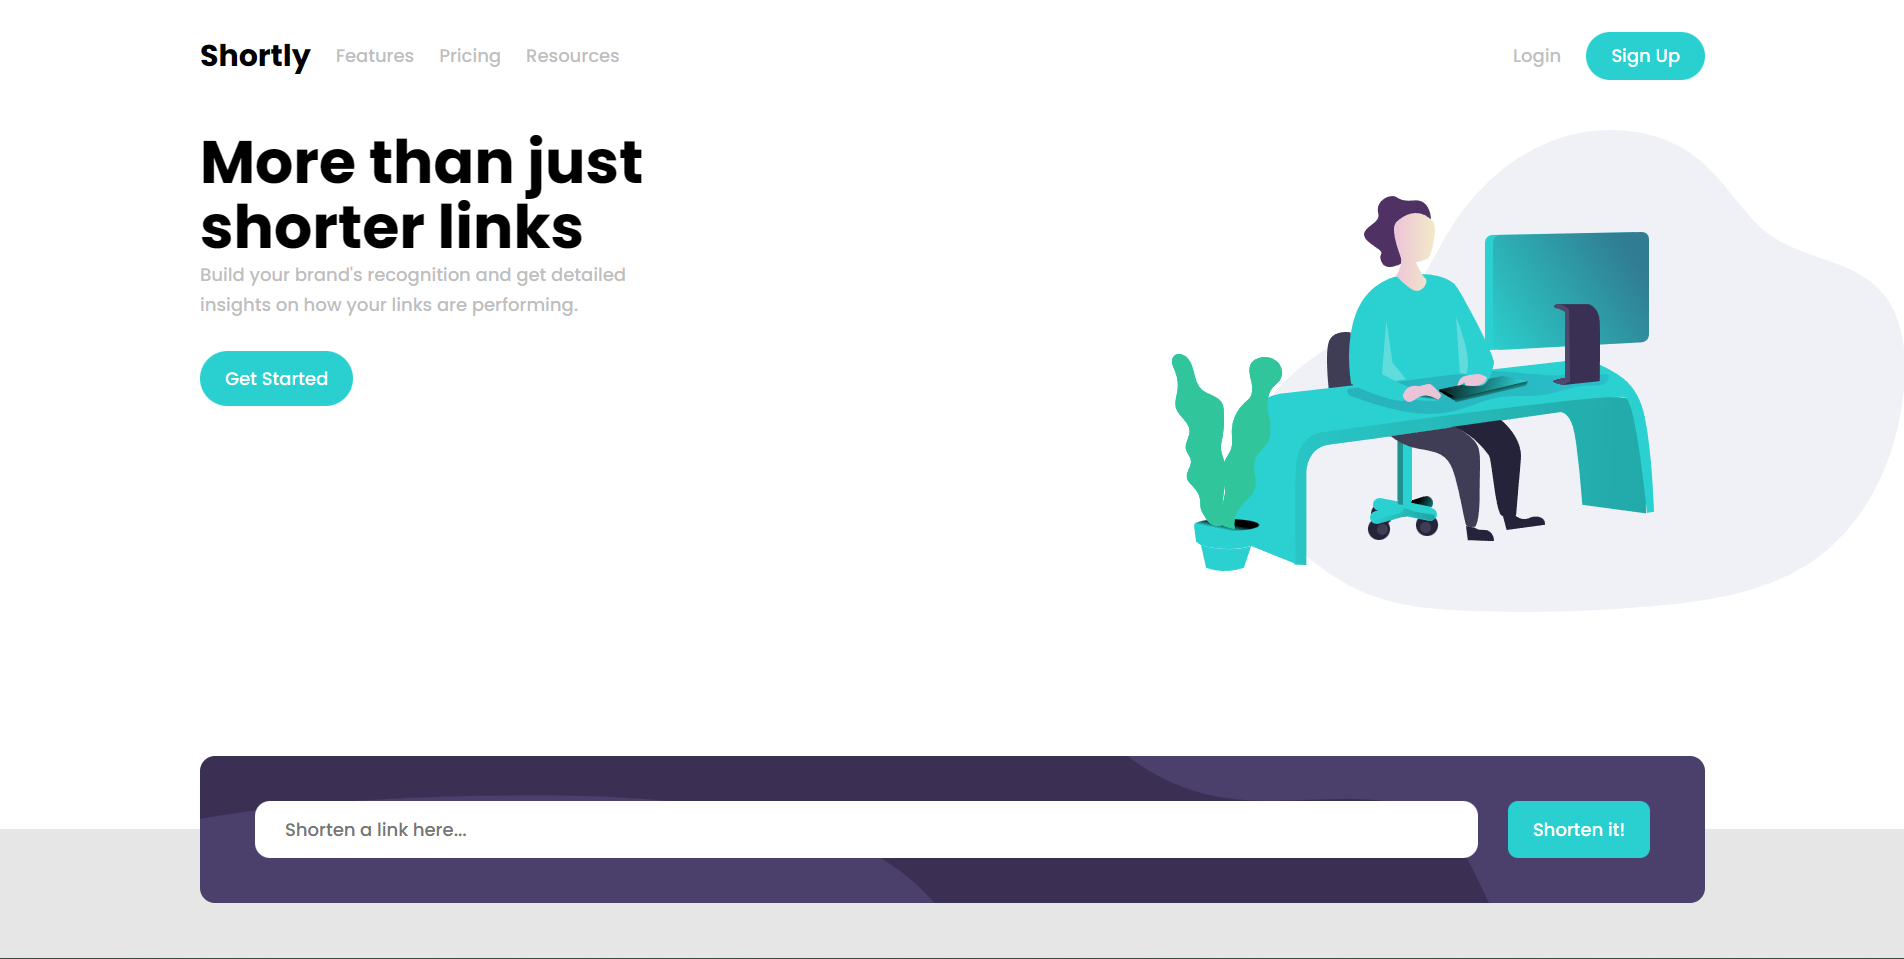 Shortly Features Pricing Resources Login Sign Up
More than just
shorter links
Build your brand's recognition and get detailed
insights on how your links are performing.
Get Started
Shorten a link here... Shorten it!